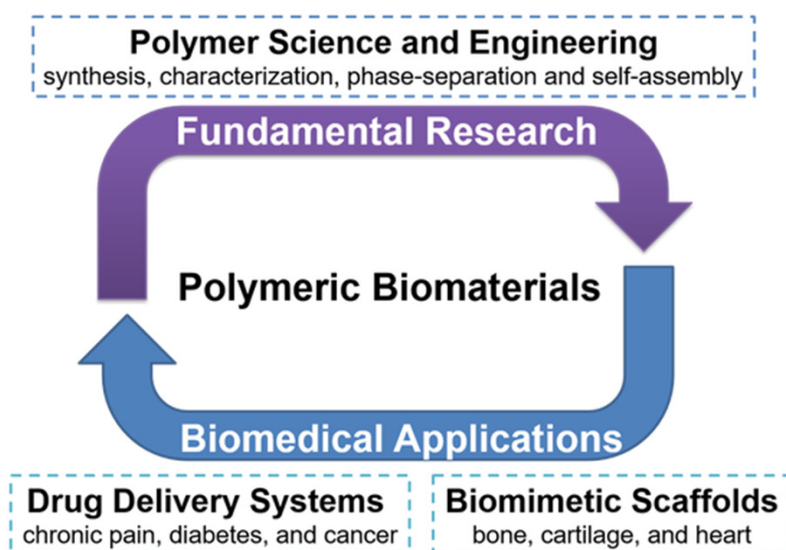 Polymer Science and Engineering
synthesis, characterization, phase-separation and self-assembly
Fundamental Research
Polymeric Biomaterials
Biomedical Applications
Drug Delivery Systems
chronic pain, diabetes, and cancer
Biomimetic Scaffolds
bone, cartilage, and heart